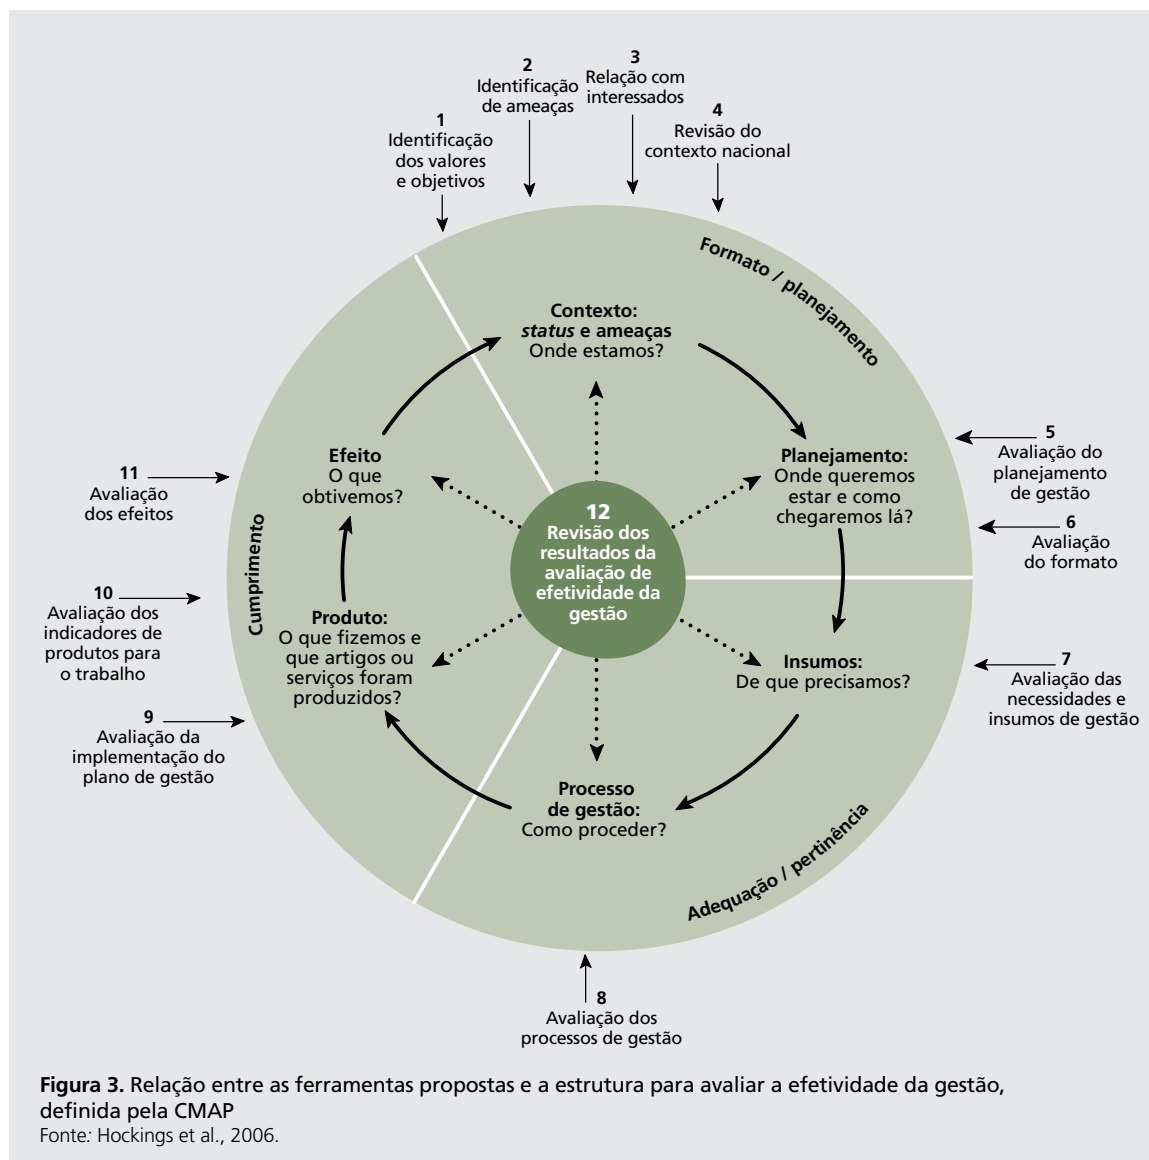 1
Identificação
dos valores
e objetivos
2
Identificação
de ameaças
3
Relação com
interessados
4
Revisão do
contexto nacional
Formato / planejamento
Contexto:
status e ameaças
Onde estamos?
Planejamento:
Onde queremos
estar e como
chegaremos lá?
5
Avaliação do
planejamento
de gestão
6
Avaliação
do formato
Insumos:
De que precisamos?
7
Avaliação das
necessidades e
insumos de gestão
Adequação / pertinência
Processo
de gestão:
Como proceder?
8
Avaliação dos
processos de gestão
Produto:
O que fizemos e
que artigos ou
serviços foram
produzidos?
9
Avaliação da
implementação do
plano de gestão
10
Avaliação dos
indicadores de
produtos para
o trabalho
Cumprimento
Efeito
O que
obtivemos?
11
Avaliação
dos efeitos
12
Revisão dos
resultados da
avaliação de
efetividade da
gestão
Figura 3. Relação entre as ferramentas propostas e a estrutura para avaliar a efetividade da gestão,
definida pela CMAP
Fonte: Hockings et al., 2006.